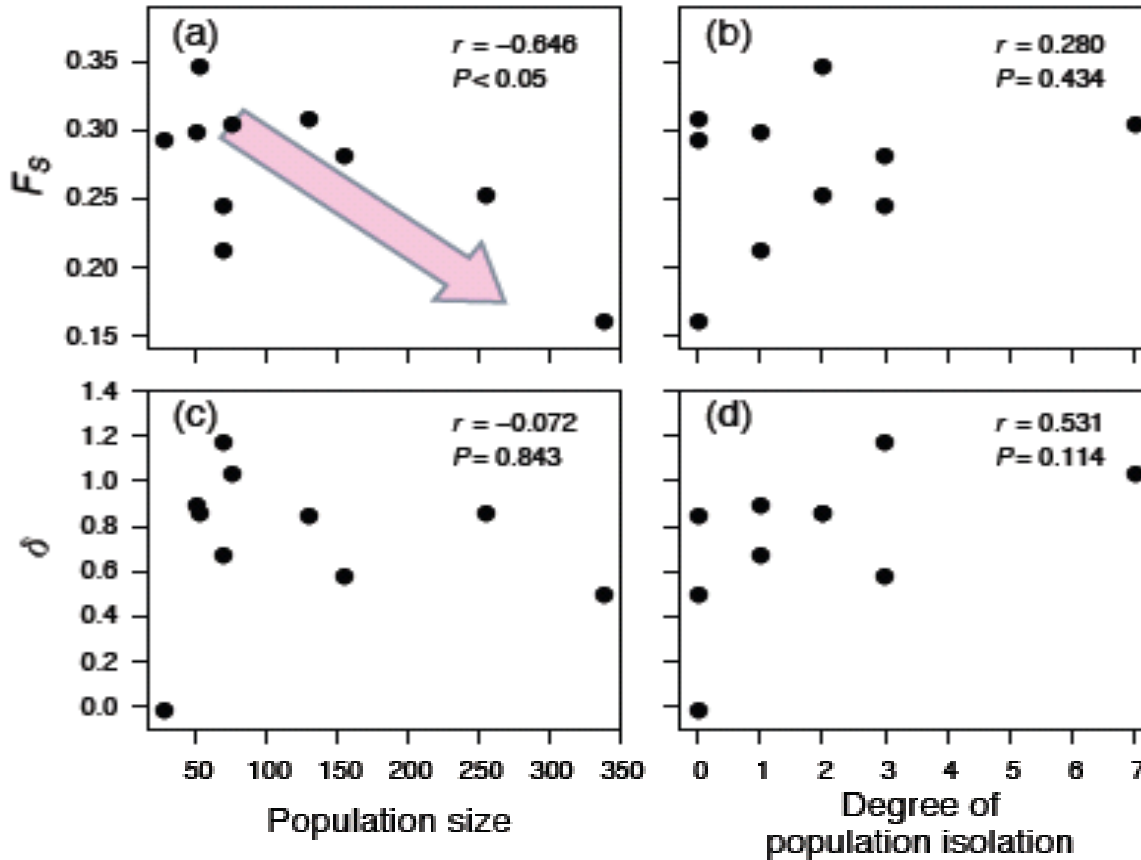 (a)
r = −0.646
P < 0.05
(b)
r = 0.280
P = 0.434
F_S
0.35
0.30
0.25
0.20
0.15
(c)
r = −0.072
P = 0.843
(d)
r = 0.531
P = 0.114
δ
1.4
1.2
1.0
0.8
0.6
0.4
0.2
0.0
50 100 150 200 250 300 350
0 1 2 3 4 5 6 7
Population size
Degree of
population isolation